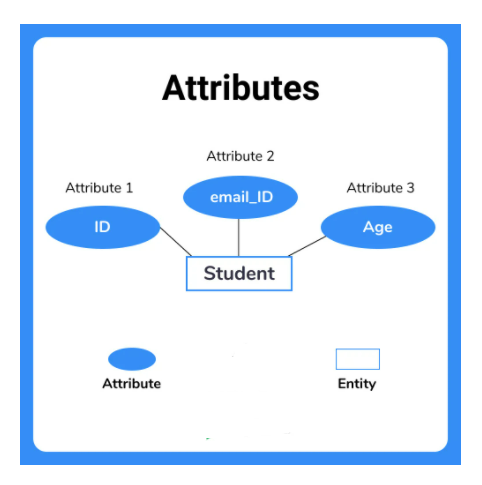 Attributes
Attribute 2
Attribute 1
Attribute 3
email_ID
ID
Age
Student
Attribute
Entity